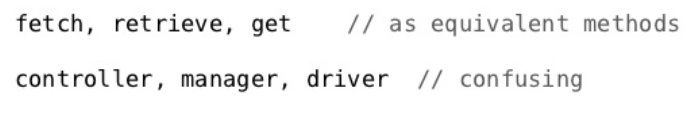 fetch, retrieve, get    // as equivalent methods
controller, manager, driver  // confusing